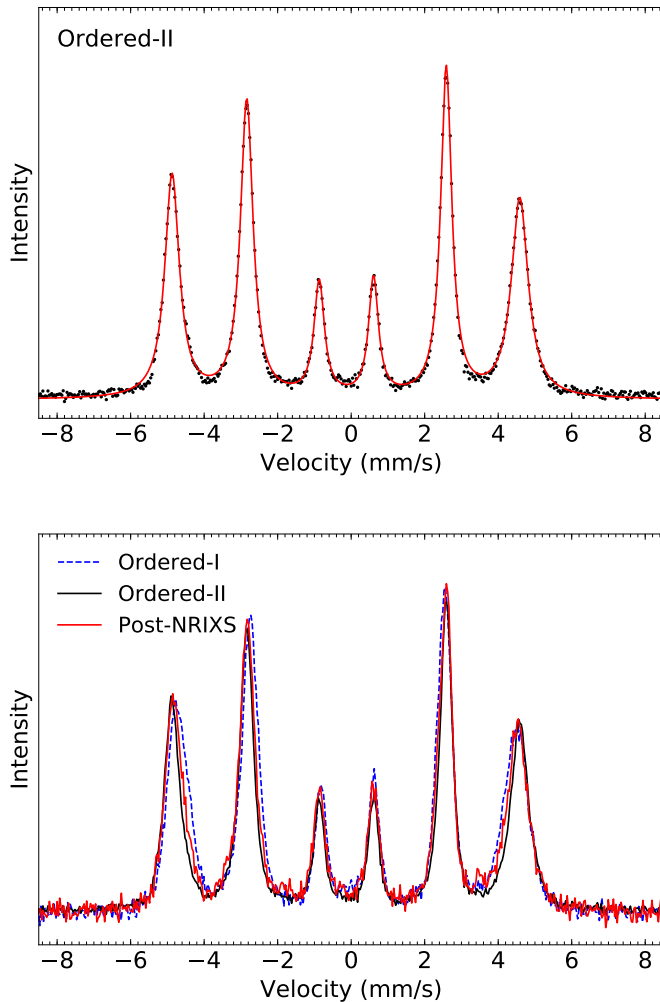 Ordered-II
Intensity
−8 −6 −4 −2 0 2 4 6 8
Velocity (mm/s)
Ordered-I
Ordered-II
Post-NRIXS
Intensity
−8 −6 −4 −2 0 2 4 6 8
Velocity (mm/s)